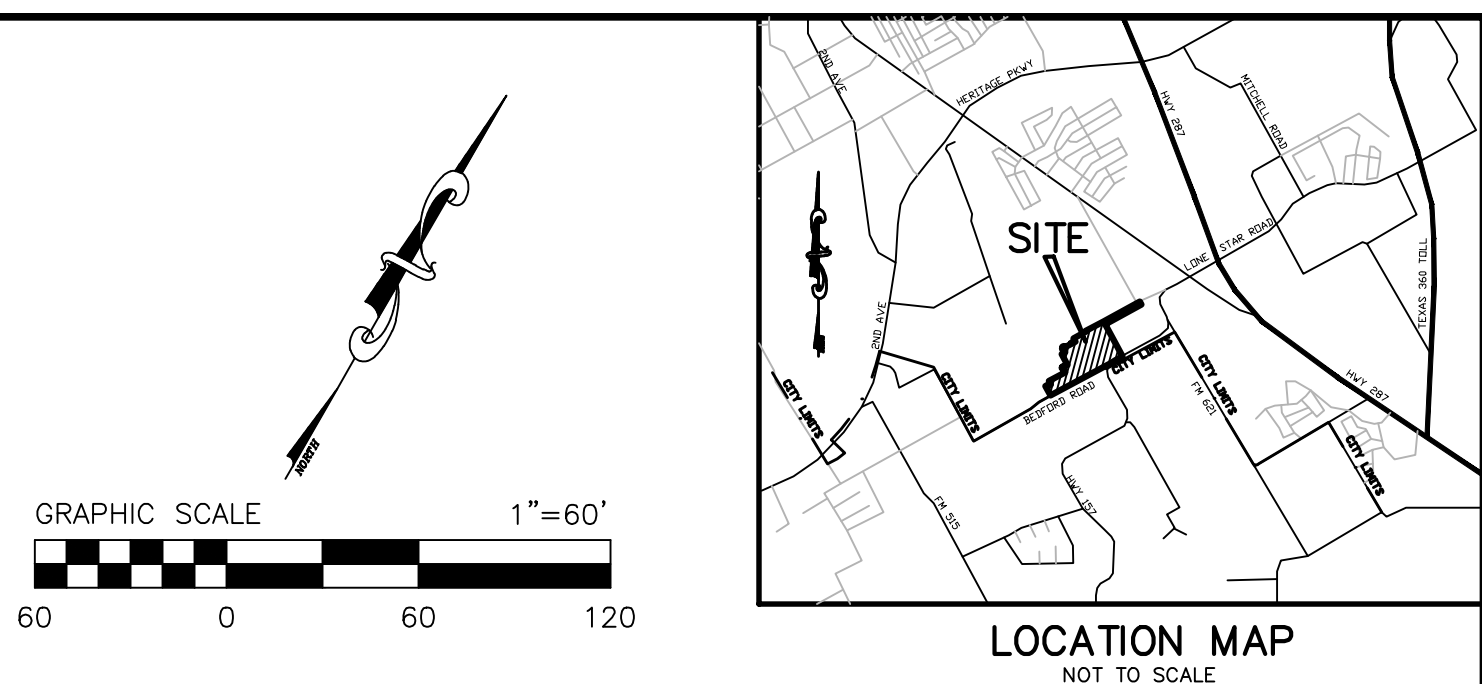 NORTH
GRAPHIC SCALE 1"=60'
60 0 60 120
2ND AVE
HERITAGE PKWY
HWY 287
MITCHELL ROAD
SITE
LONE STAR ROAD
TEXAS 360 TOLL
2ND AVE
CITY LIMITS
CITY LIMITS
CITY LIMITS
CITY LIMITS
BEDFORD ROAD
FM 621
HWY 287
CITY LIMITS
HWY 157
FM 515
LOCATION MAP
NOT TO SCALE